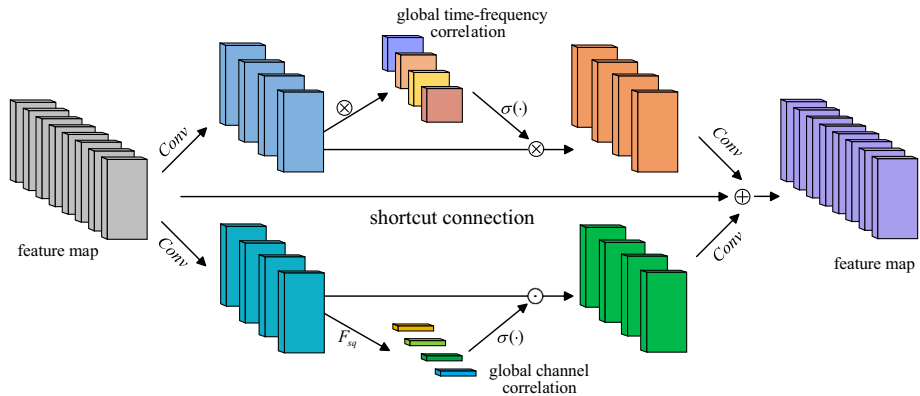 global time-frequency
correlation
Conv
⊗
σ(·)
⊗
Conv
shortcut connection
⊕
feature map
feature map
Conv
Conv
⊙
F_sq
σ(·)
global channel
correlation